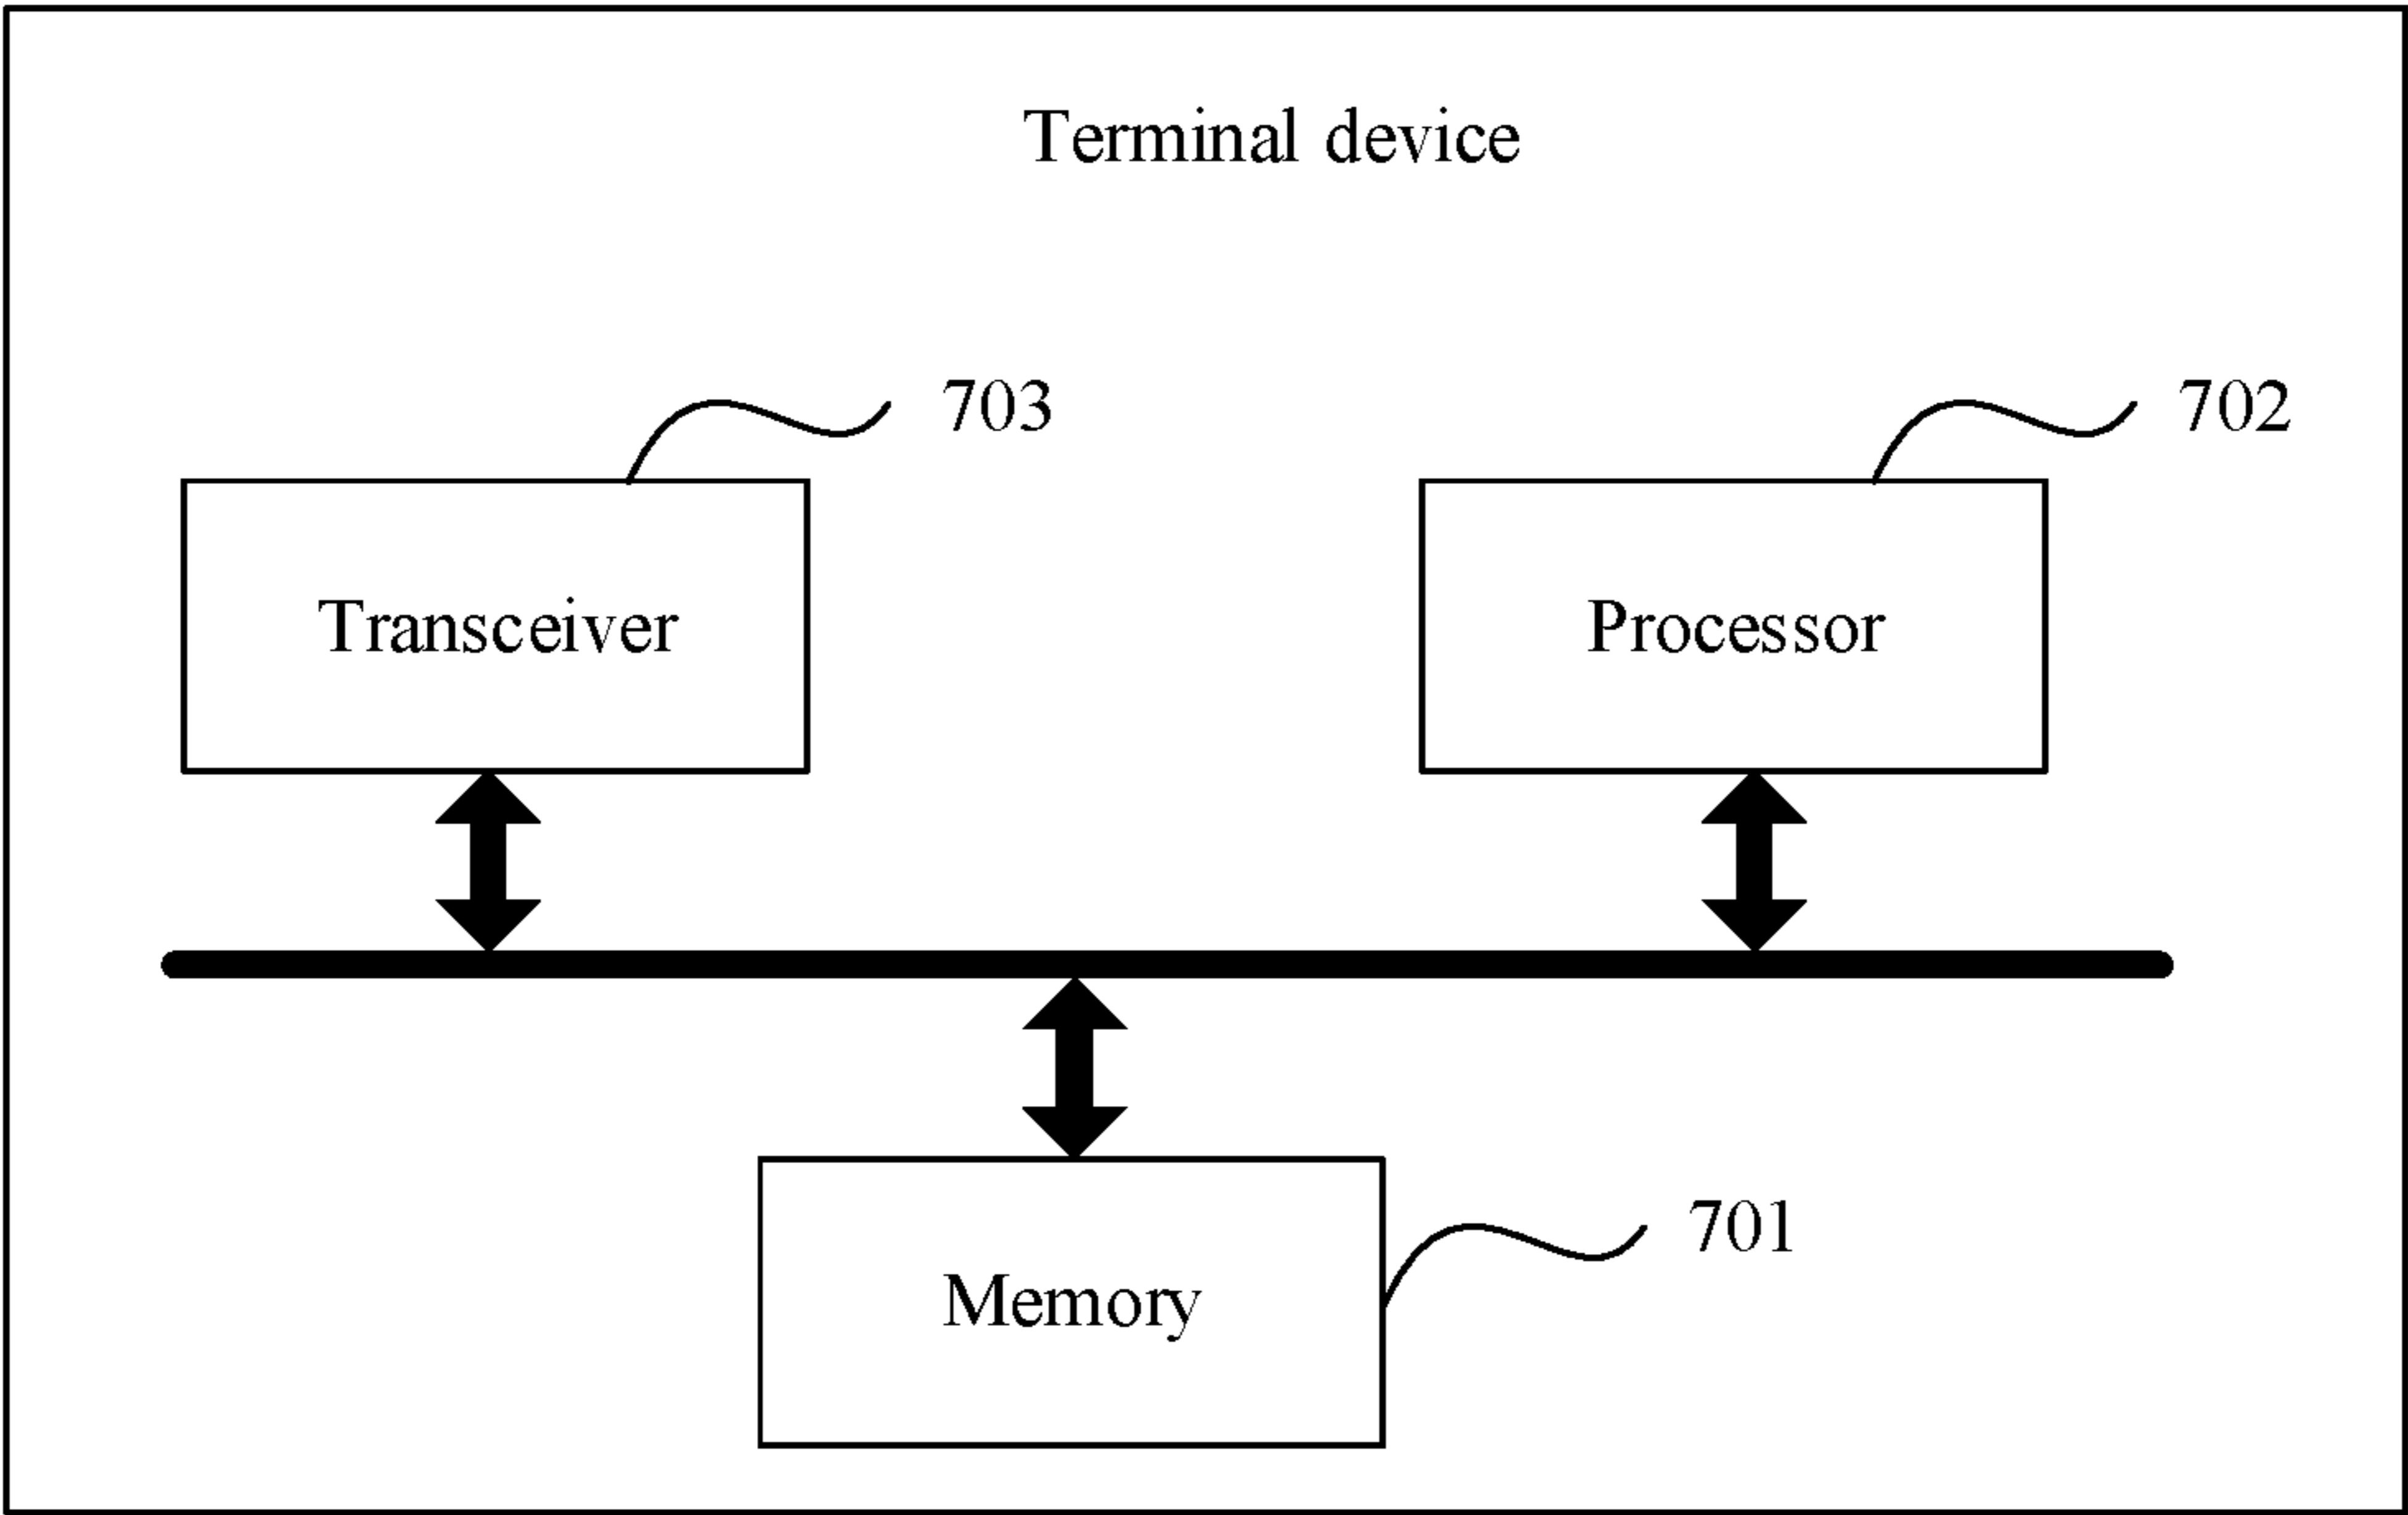 Terminal device
703
702
Transceiver
Processor
701
Memory